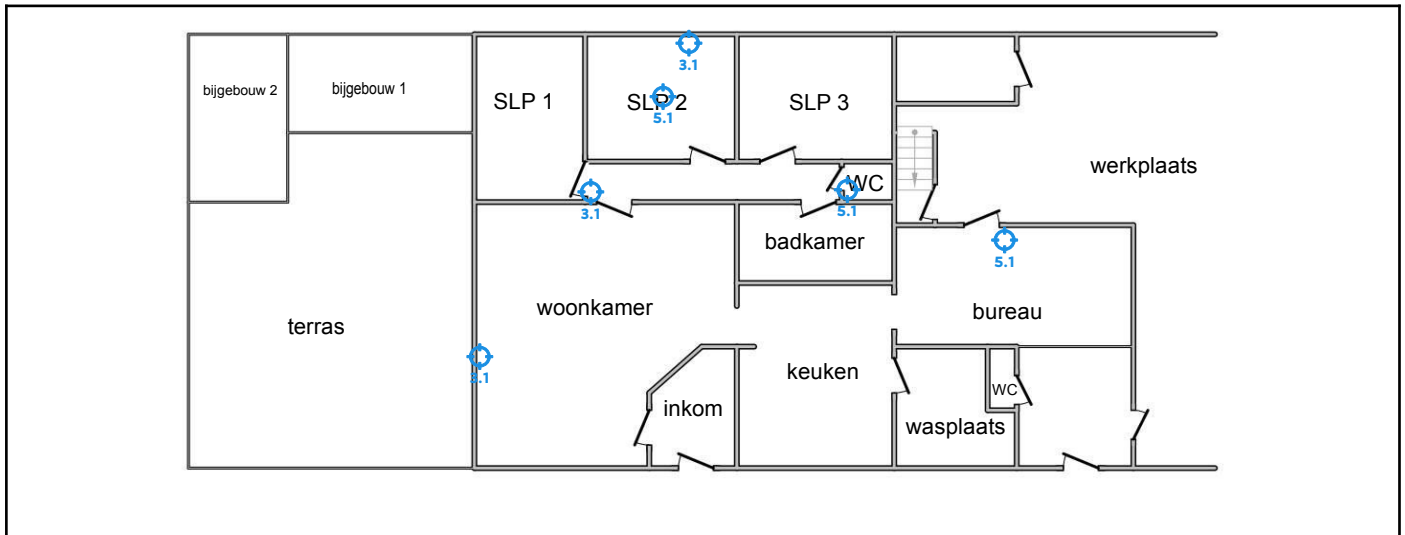 3.1
bijgebouw 2
bijgebouw 1
SLP 1
SLP 2
5.1
SLP 3
werkplaats
3.1
WC
5.1
badkamer
5.1
terras
woonkamer
bureau
3.1
keuken
WC
inkom
wasplaats